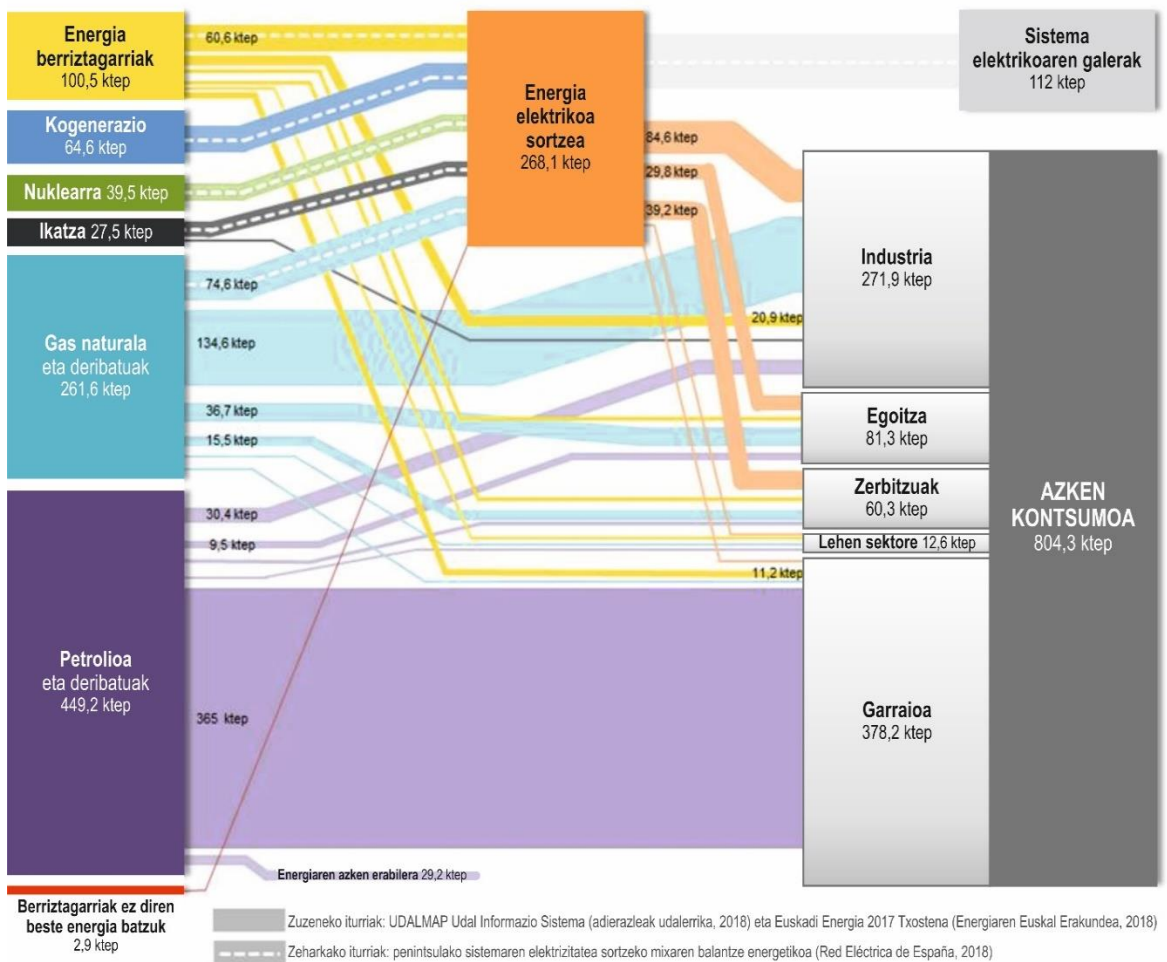 Energia
berriztagarriak
100,5 ktep
Kogenerazio
64,6 ktep
Nuklearra 39,5 ktep
Ikatza 27,5 ktep
Gas naturala
eta deribatuak
261,6 ktep
Petrolioa
eta deribatuak
449,2 ktep
Berriztagarriak ez diren
beste energia batzuk
2,9 ktep
60,6 ktep
74,6 ktep
134,6 ktep
36,7 ktep
15,5 ktep
30,4 ktep
9,5 ktep
365 ktep
Energiaren azken erabilera 29,2 ktep
Energia
elektrikoa
sortzea
268,1 ktep
84,6 ktep
29,8 ktep
39,2 ktep
20,9 ktep
11,2 ktep
Sistema
elektrikoaren galerak
112 ktep
Industria
271,9 ktep
Egoitza
81,3 ktep
Zerbitzuak
60,3 ktep
Lehen sektore 12,6 ktep
Garraioa
378,2 ktep
AZKEN
KONTSUMOA
804,3 ktep
Zuzeneko iturriak: UDALMAP Udal Informazio Sistema (adierazleak udalerrika, 2018) eta Euskadi Energia 2017 Txostena (Energiaren Euskal Erakundea, 2018)
Zeharkako iturriak: penintsulako sistemaren elektrizitatea sortzeko mixaren balantze energetikoa (Red Eléctrica de España, 2018)